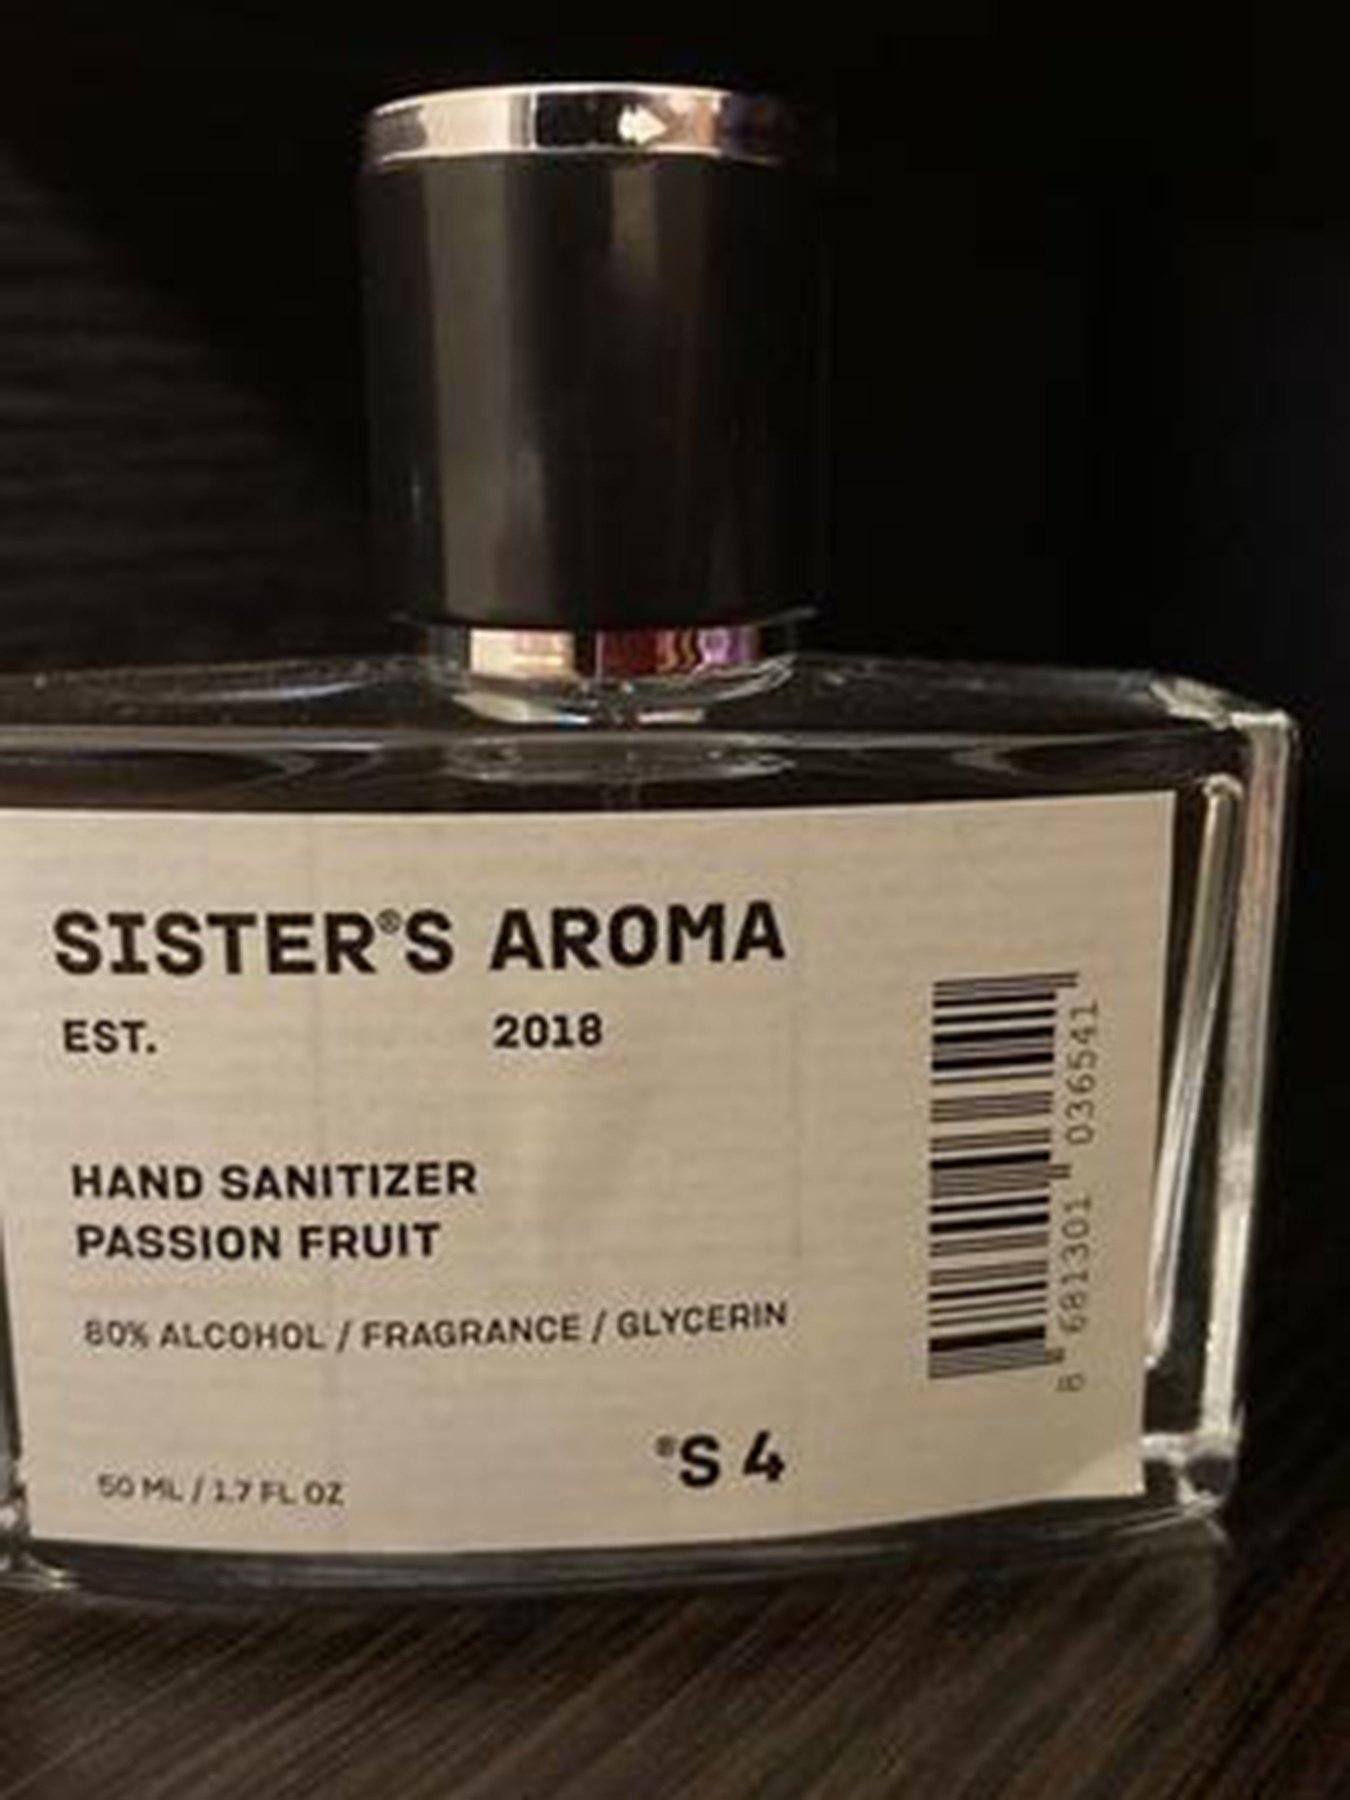 SISTER®S AROMA
EST. 2018
HAND SANITIZER
PASSION FRUIT
80% ALCOHOL / FRAGRANCE / GLYCERIN
®S 4
50 ML / 1.7 FL OZ
8 681301 036541